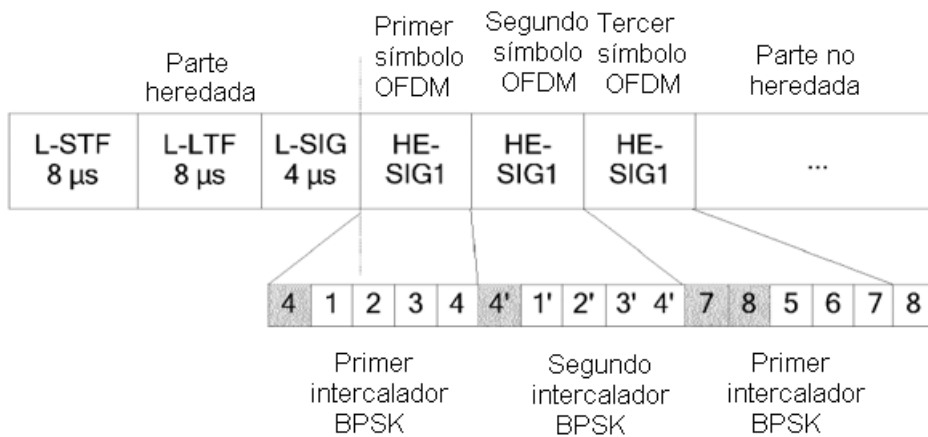 Primer
símbolo
OFDM
Segundo
símbolo
OFDM
Tercer
símbolo
OFDM
Parte
heredada
Parte no
heredada
L-STF
8 µs
L-LTF
8 µs
L-SIG
4 µs
HE-
SIG1
HE-
SIG1
HE-
SIG1
...
4 1 2 3 4 4' 1' 2' 3' 4' 7 8 5 6 7 8
Primer
intercalador
BPSK
Segundo
intercalador
BPSK
Primer
intercalador
BPSK